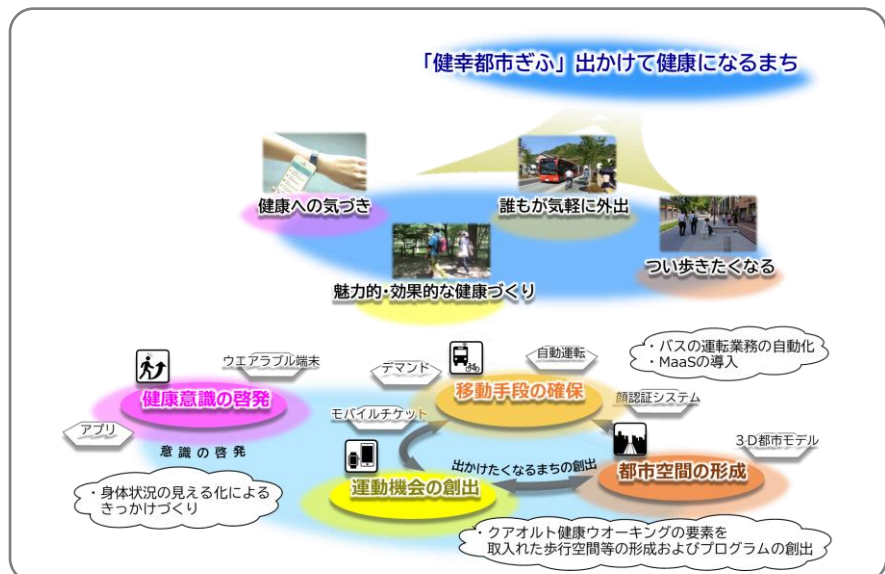 「健幸都市ぎふ」出かけて健康になるまち
健康への気づき
誰もが気軽に外出
つい歩きたくなる
魅力的・効果的な健康づくり
・バスの運転業務の自動化
・MaaSの導入
ウエアラブル端末
デマンド
自動運転
健康意識の啓発
移動手段の確保
モバイルチケット
顔認証システム
アプリ
意識の啓発
3-D都市モデル
出かけたくなるまちの創出
運動機会の創出
都市空間の形成
・身体状況の見える化による
きっかけづくり
・クアオルト健康ウオーキングの要素を
取入れた歩行空間等の形成およびプログラムの創出